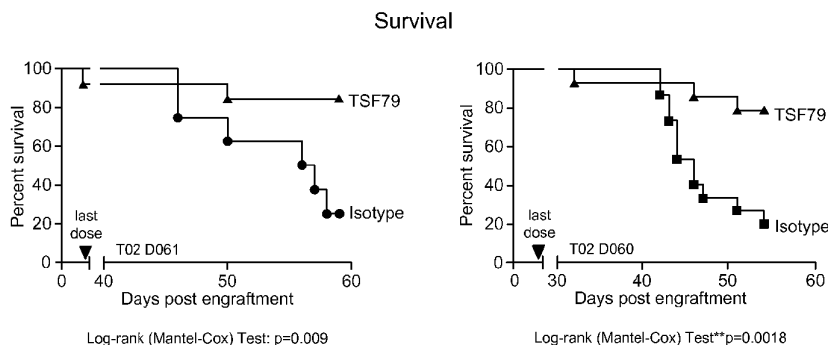 Survival
Percent survival
100
80
60
40
20
0
TSF79
Isotype
last
dose
T02 D061
0
40
50
60
Days post engraftment
Log-rank (Mantel-Cox) Test: p=0.009
Percent survival
100
80
60
40
20
0
TSF79
Isotype
last
dose
T02 D060
0
30
40
50
60
Days post engraftment
Log-rank (Mantel-Cox) Test**p=0.0018